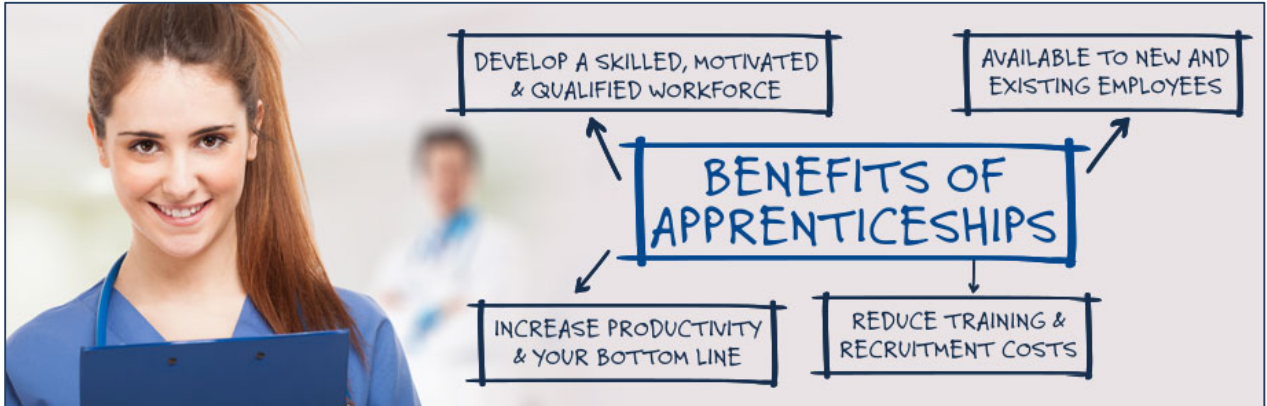 DEVELOP A SKILLED, MOTIVATED
& QUALIFIED WORKFORCE
AVAILABLE TO NEW AND
EXISTING EMPLOYEES
BENEFITS OF
APPRENTICESHIPS
INCREASE PRODUCTIVITY
& YOUR BOTTOM LINE
REDUCE TRAINING &
RECRUITMENT COSTS